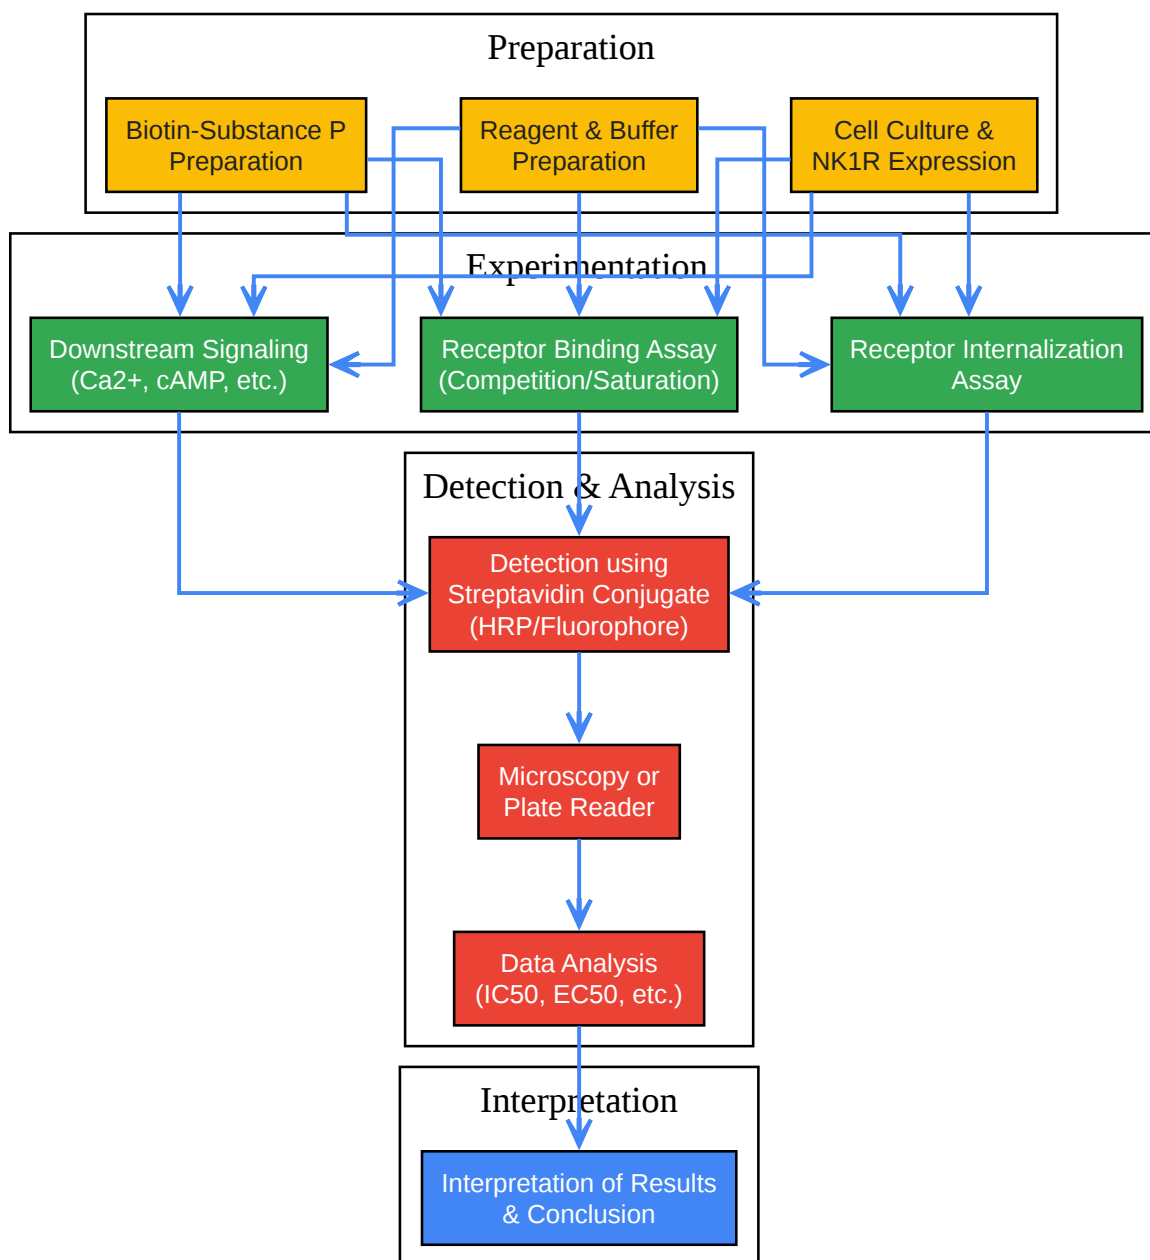 Preparation
Biotin-Substance P
Preparation
Reagent & Buffer
Preparation
Cell Culture &
NK1R Expression
Experimentation
Downstream Signaling
(Ca2+, cAMP, etc.)
Receptor Binding Assay
(Competition/Saturation)
Receptor Internalization
Assay
Detection & Analysis
Detection using
Streptavidin Conjugate
(HRP/Fluorophore)
Microscopy or
Plate Reader
Data Analysis
(IC50, EC50, etc.)
Interpretation
Interpretation of Results
& Conclusion